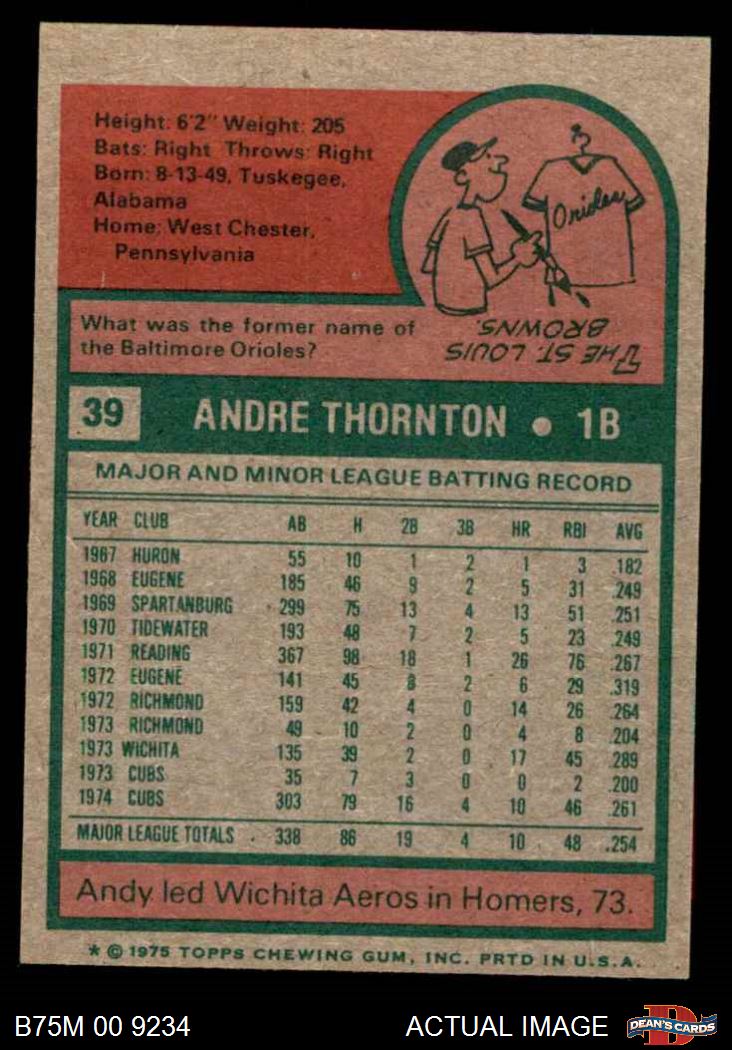 Height: 6'2" Weight: 205
Bats: Right Throws: Right
Born: 8-13-49, Tuskegee,
Alabama
Home: West Chester,
Pennsylvania
Orioles
What was the former name of
the Baltimore Orioles?
THE ST. LOUIS
BROWNS.
39 ANDRE THORNTON • 1B
MAJOR AND MINOR LEAGUE BATTING RECORD
YEAR CLUB AB H 2B 3B HR RBI AVG
1967 HURON 55 10 1 2 1 3 .182
1968 EUGENE 185 46 9 2 5 31 .249
1969 SPARTANBURG 299 75 13 4 13 51 .251
1970 TIDEWATER 193 48 7 2 5 23 .249
1971 READING 367 98 18 1 26 76 .267
1972 EUGENE 141 45 8 2 6 29 .319
1972 RICHMOND 159 42 4 0 14 26 .264
1973 RICHMOND 49 10 2 0 4 8 .204
1973 WICHITA 135 39 2 0 17 45 .289
1973 CUBS 35 7 3 0 0 2 .200
1974 CUBS 303 79 16 4 10 46 .261
MAJOR LEAGUE TOTALS . 338 86 19 4 10 48 .254
Andy led Wichita Aeros in Homers, 73.
* © 1975 TOPPS CHEWING GUM, INC. PRTD IN U.S.A.
B75M 00 9234 ACTUAL IMAGE DEAN'S CARDS